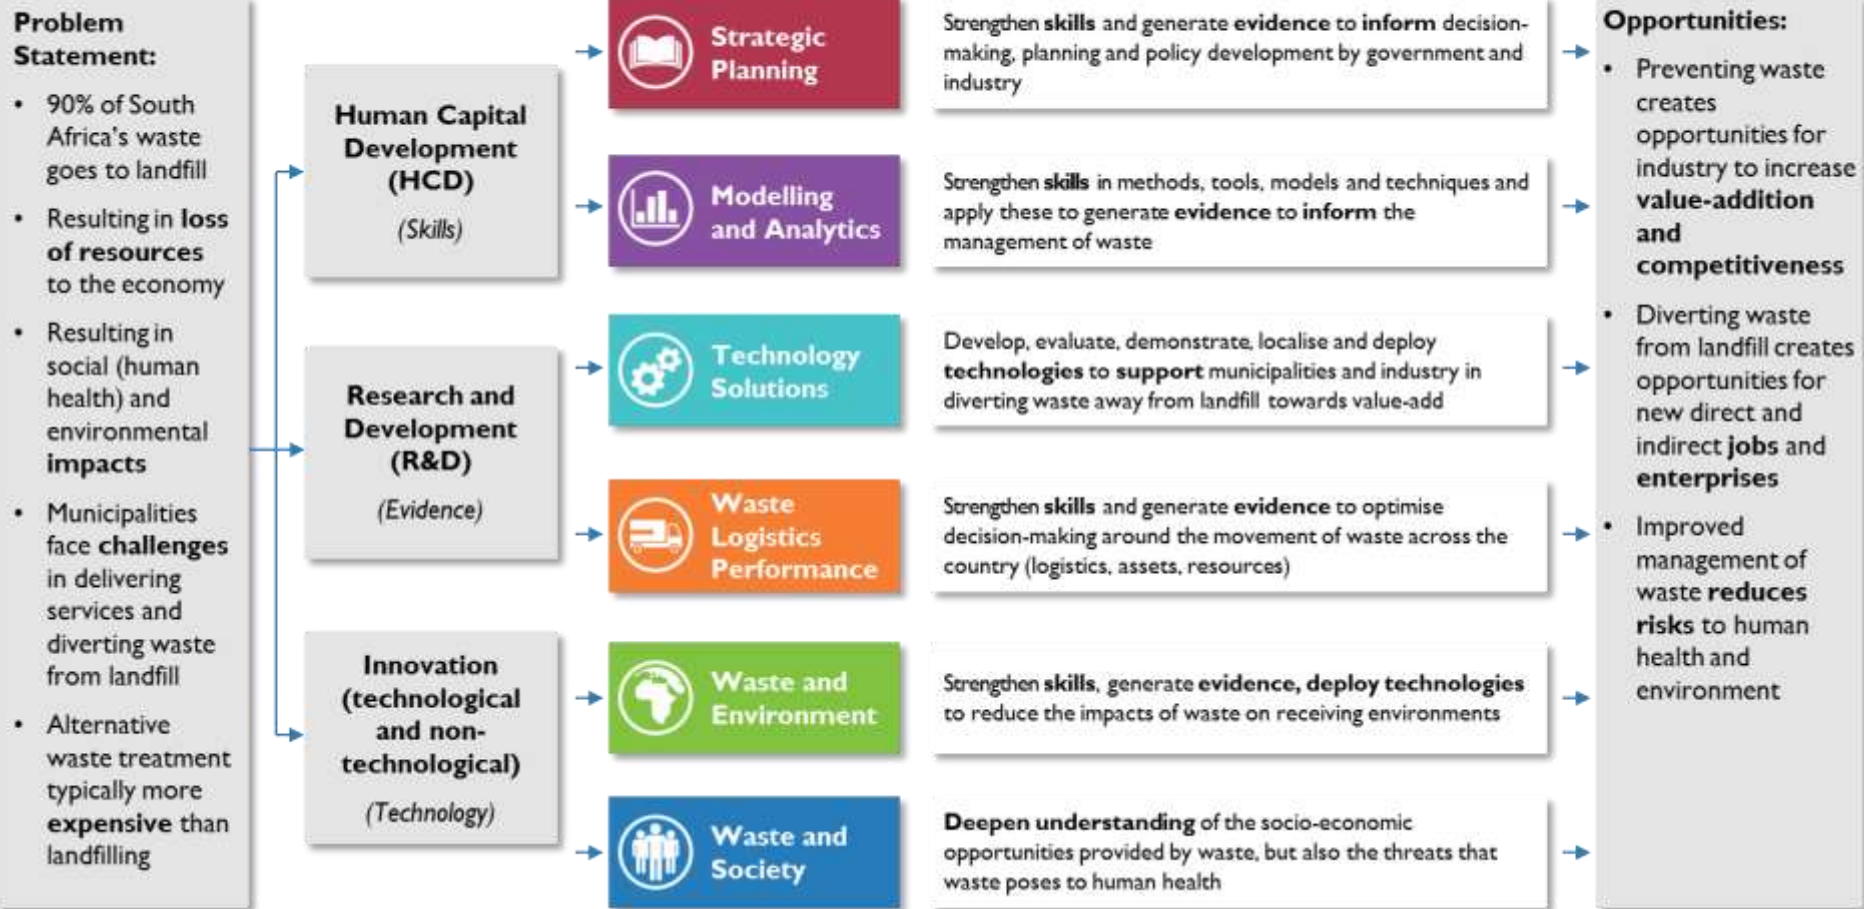 Problem
Statement:
• 90% of South
Africa's waste
goes to landfill
• Resulting in loss
of resources
to the economy
• Resulting in
social (human
health) and
environmental
impacts
• Municipalities
face challenges
in delivering
services and
diverting waste
from landfill
• Alternative
waste treatment
typically more
expensive than
landfilling
Human Capital
Development
(HCD)
(Skills)
Research and
Development
(R&D)
(Evidence)
Innovation
(technological
and non-
technological)
(Technology)
Strategic
Planning
Strengthen skills and generate evidence to inform decision-
making, planning and policy development by government and
industry
Modelling
and Analytics
Strengthen skills in methods, tools, models and techniques and
apply these to generate evidence to inform the
management of waste
Technology
Solutions
Develop, evaluate, demonstrate, localise and deploy
technologies to support municipalities and industry in
diverting waste away from landfill towards value-add
Waste
Logistics
Performance
Strengthen skills and generate evidence to optimise
decision-making around the movement of waste across the
country (logistics, assets, resources)
Waste and
Environment
Strengthen skills, generate evidence, deploy technologies
to reduce the impacts of waste on receiving environments
Waste and
Society
Deepen understanding of the socio-economic
opportunities provided by waste, but also the threats that
waste poses to human health
Opportunities:
• Preventing waste
creates
opportunities for
industry to increase
value-addition
and
competitiveness
• Diverting waste
from landfill creates
opportunities for
new direct and
indirect jobs and
enterprises
• Improved
management of
waste reduces
risks to human
health and
environment